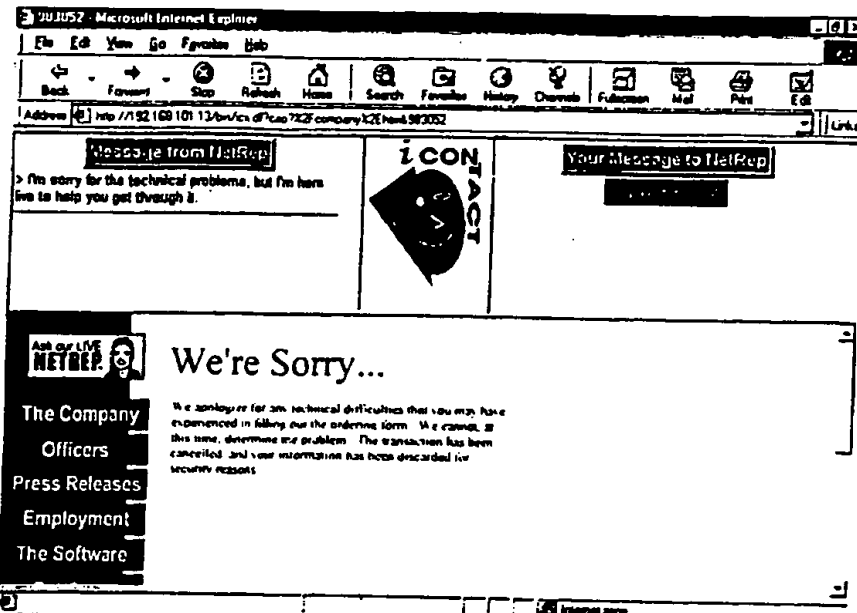 983052 - Microsoft Internet Explorer
File Edit View Go Favorites Help
Back Forward Stop Refresh Home Search Favorites History Channels Fullscreen Mail Print Edit
Address Links
Message from NetRep
> I'm sorry for the technical problems, but I'm here
live to help you get through it.
i CONTACT
Your Message to NetRep
Ask our LIVE
NETREP.
We're Sorry...
We apologize for any technical difficulties that you may have
experienced in filling out the ordering form. We cannot, at
this time, determine the problem. The transaction has been
cancelled, and your information has been discarded for
security reasons
The Company
Officers
Press Releases
Employment
The Software
Internet zone